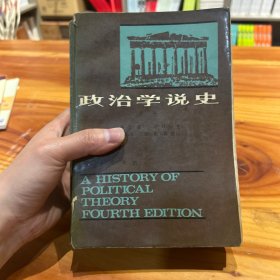 政治学说史
A HISTORY OF
POLITICAL
THEORY
FOURTH EDITION